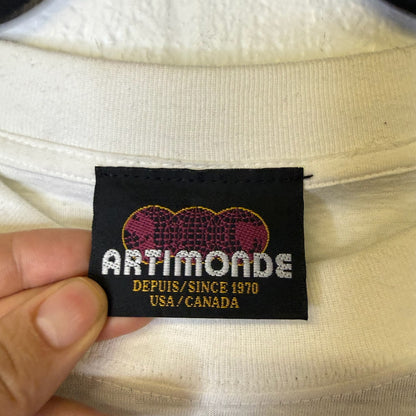 ARTIMONDE
DEPUIS/SINCE 1970
USA/CANADA